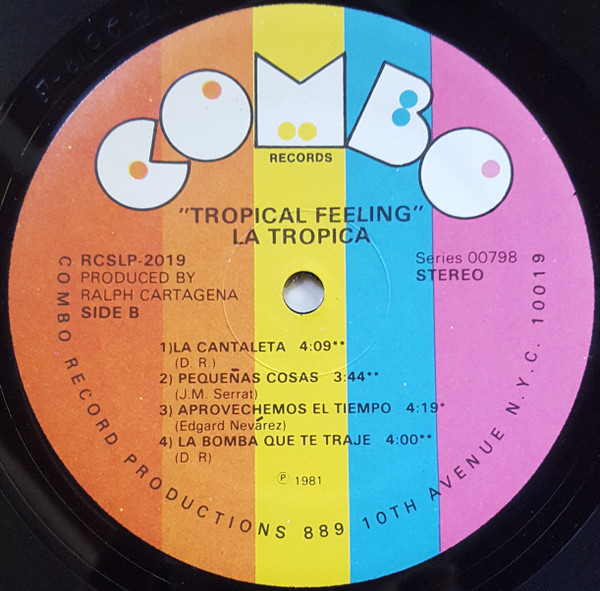 COMBO
RECORDS
"TROPICAL FEELING"
LA TROPICA
RCSLP-2019
PRODUCED BY
RALPH CARTAGENA
SIDE B
Series 00798
STEREO
1)LA CANTALETA 4:09**
(D. R.)
2) PEQUEÑAS COSAS 3:44**
(J.M. Serrat)
3) APROVECHEMOS EL TIEMPO 4:19*
(Edgard Nevárez)
4) LA BOMBA QUE TE TRAJE 4:00**
(D. R)
℗ 1981
COMBO RECORD PRODUCTIONS 889 10TH AVENUE N.Y.C. 10019